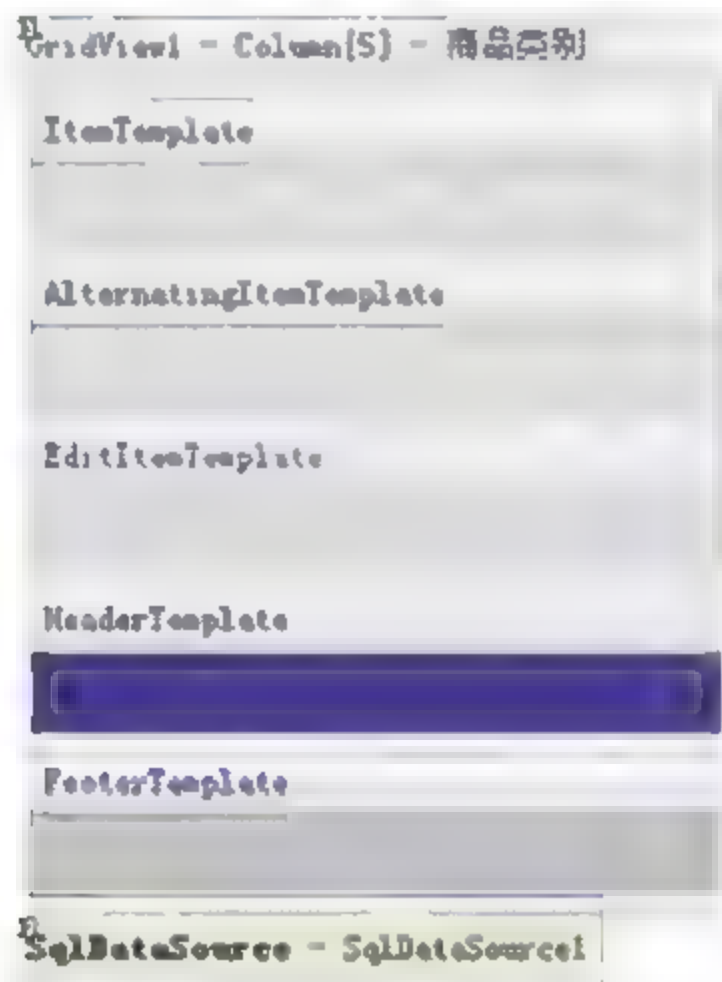 GridView1 - Column[5] - 商品类别
ItemTemplate
AlternatingItemTemplate
EditItemTemplate
HeaderTemplate
FooterTemplate
SqlDataSource - SqlDataSource1